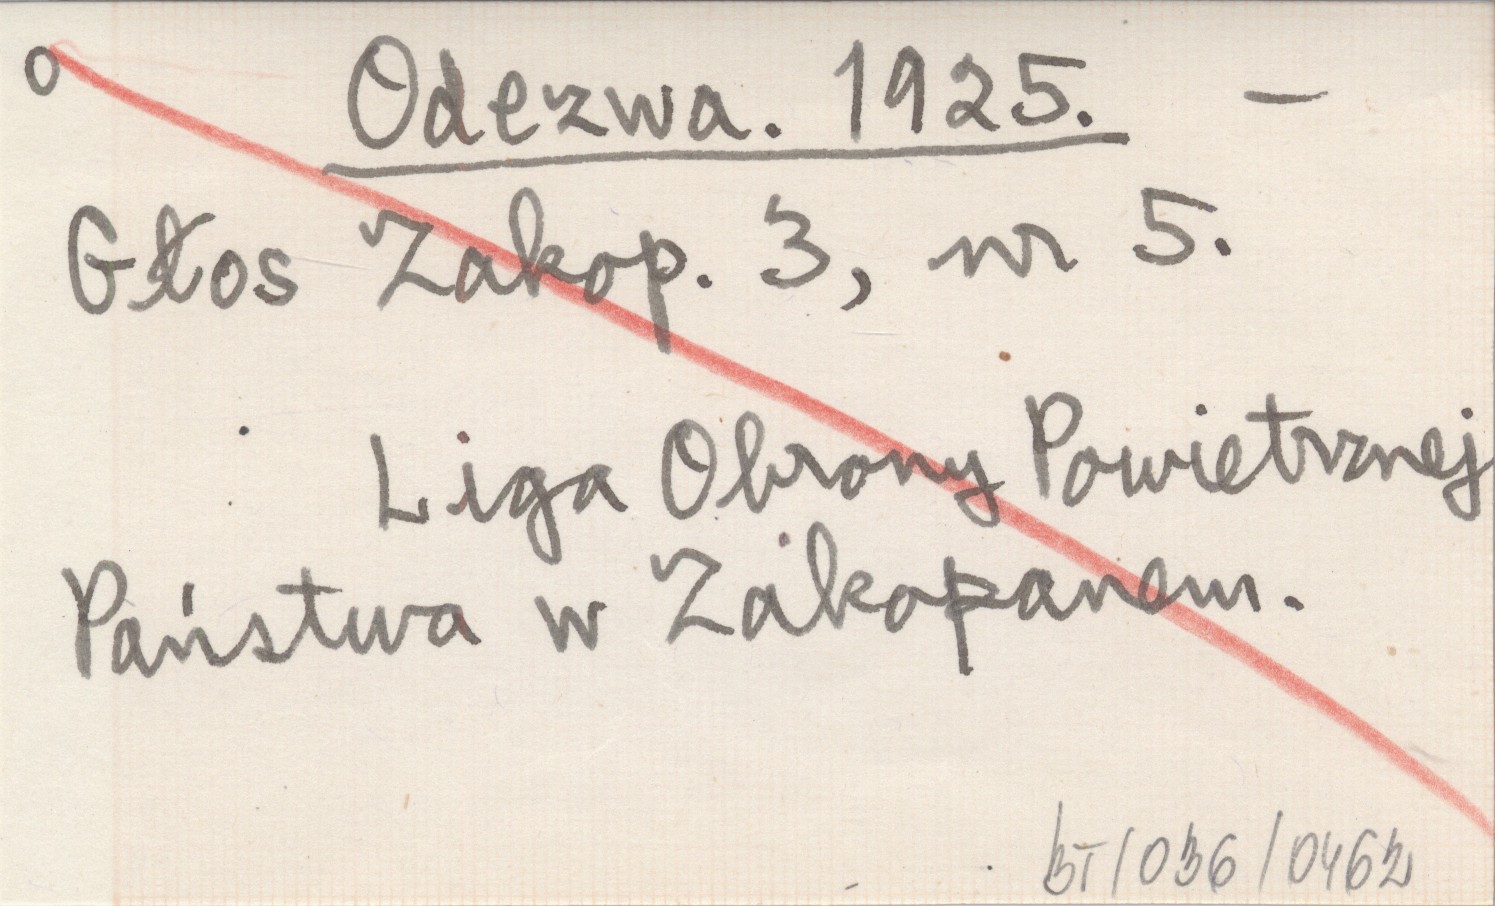 o Odezwa. 1925. —
Głos Zakop. 3, nr 5.
Liga Obrony Powietrznej
Państwa w Zakopanem.
BT/036/0462